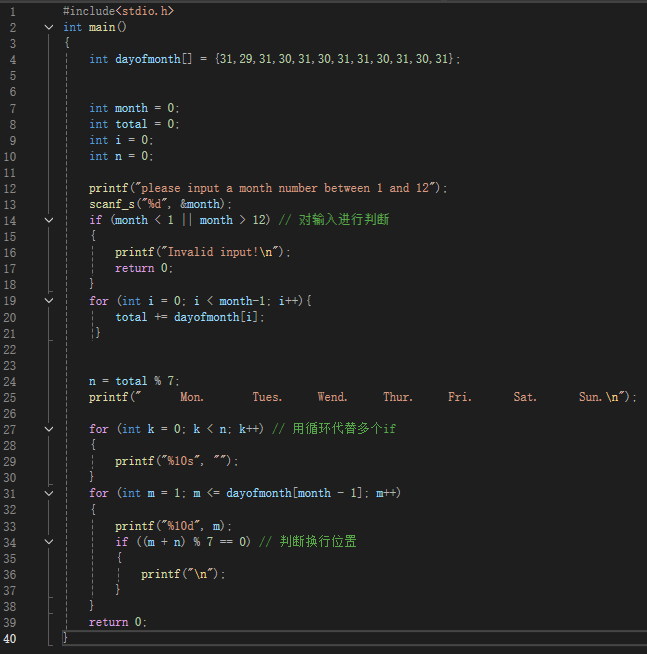 1 #include<stdio.h>
2 int main()
3 {
4 int dayofmonth[] = {31,29,31,30,31,30,31,31,30,31,30,31};
5
6
7 int month = 0;
8 int total = 0;
9 int i = 0;
10 int n = 0;
11
12 printf("please input a month number between 1 and 12");
13 scanf_s("%d", &month);
14 if (month < 1 || month > 12) // 对输入进行判断
15 {
16 printf("Invalid input!\n");
17 return 0;
18 }
19 for (int i = 0; i < month-1; i++){
20 total += dayofmonth[i];
21 }
22
23
24 n = total % 7;
25 printf("      Mon.       Tues.     Wend.     Thur.     Fri.      Sat.      Sun.\n");
26
27 for (int k = 0; k < n; k++) // 用循环代替多个if
28 {
29 printf("%10s", "");
30 }
31 for (int m = 1; m <= dayofmonth[month - 1]; m++)
32 {
33 printf("%10d", m);
34 if ((m + n) % 7 == 0) // 判断换行位置
35 {
36 printf("\n");
37 }
38 }
39 return 0;
40 }